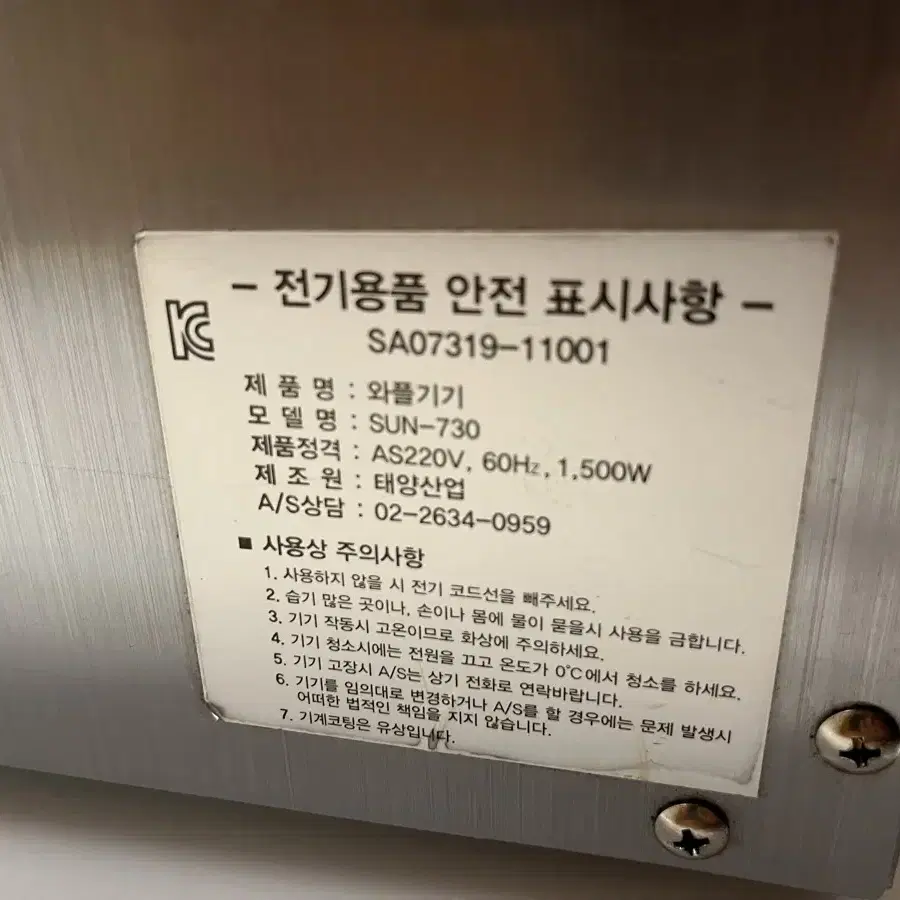 - 전기용품 안전 표시사항 -
SA07319-11001
제 품 명 : 와플기기
모 델 명 : SUN-730
제품정격 : AS220V, 60Hz, 1,500W
제 조 원 : 태양산업
A/S상담 : 02-2634-0959
■ 사용상 주의사항
1. 사용하지 않을 시 전기 코드선을 빼주세요.
2. 습기 많은 곳이나, 손이나 몸에 물이 묻을시 사용을 금합니다.
3. 기기 작동시 고온이므로 화상에 주의하세요.
4. 기기 청소시에는 전원을 끄고 온도가 0℃에서 청소를 하세요.
5. 기기 고장시 A/S는 상기 전화로 연락바랍니다.
6. 기기를 임의대로 변경하거나 A/S를 할 경우에는 문제 발생시
어떠한 법적인 책임을 지지 않습니다.
7. 기계코팅은 유상입니다.